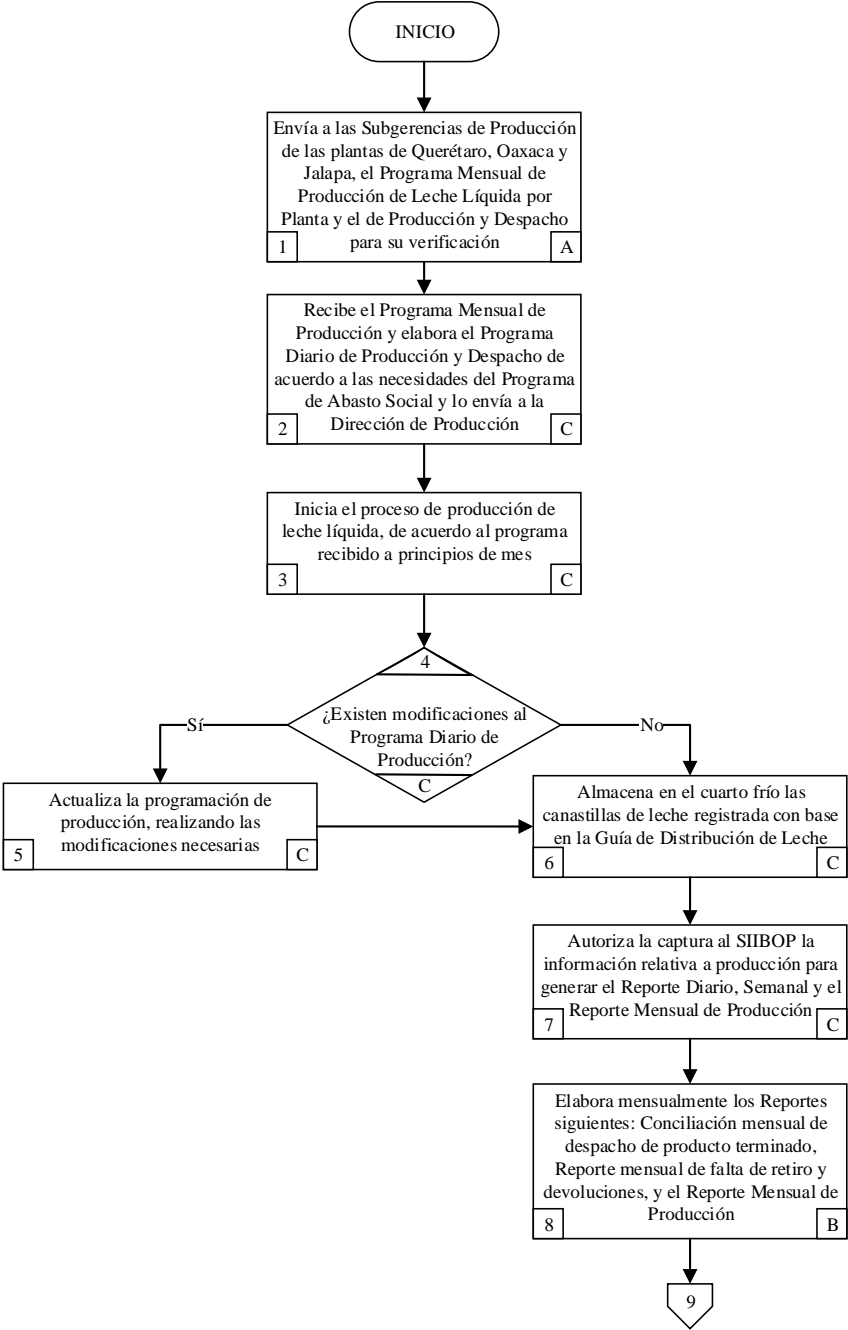 INICIO
Envía a las Subgerencias de Producción
de las plantas de Querétaro, Oaxaca y
Jalapa, el Programa Mensual de
Producción de Leche Líquida por
Planta y el de Producción y Despacho
para su verificación
1
A
Recibe el Programa Mensual de
Producción y elabora el Programa
Diario de Producción y Despacho de
acuerdo a las necesidades del Programa
de Abasto Social y lo envía a la
Dirección de Producción
2
C
Inicia el proceso de producción de
leche líquida, de acuerdo al programa
recibido a principios de mes
3
C
4
¿Existen modificaciones al
Programa Diario de
Producción?
C
Sí
No
Actualiza la programación de
producción, realizando las
modificaciones necesarias
5
C
Almacena en el cuarto frío las
canastillas de leche registrada con base
en la Guía de Distribución de Leche
6
C
Autoriza la captura al SIIBOP la
información relativa a producción para
generar el Reporte Diario, Semanal y el
Reporte Mensual de Producción
7
C
Elabora mensualmente los Reportes
siguientes: Conciliación mensual de
despacho de producto terminado,
Reporte mensual de falta de retiro y
devoluciones, y el Reporte Mensual de
Producción
8
B
9